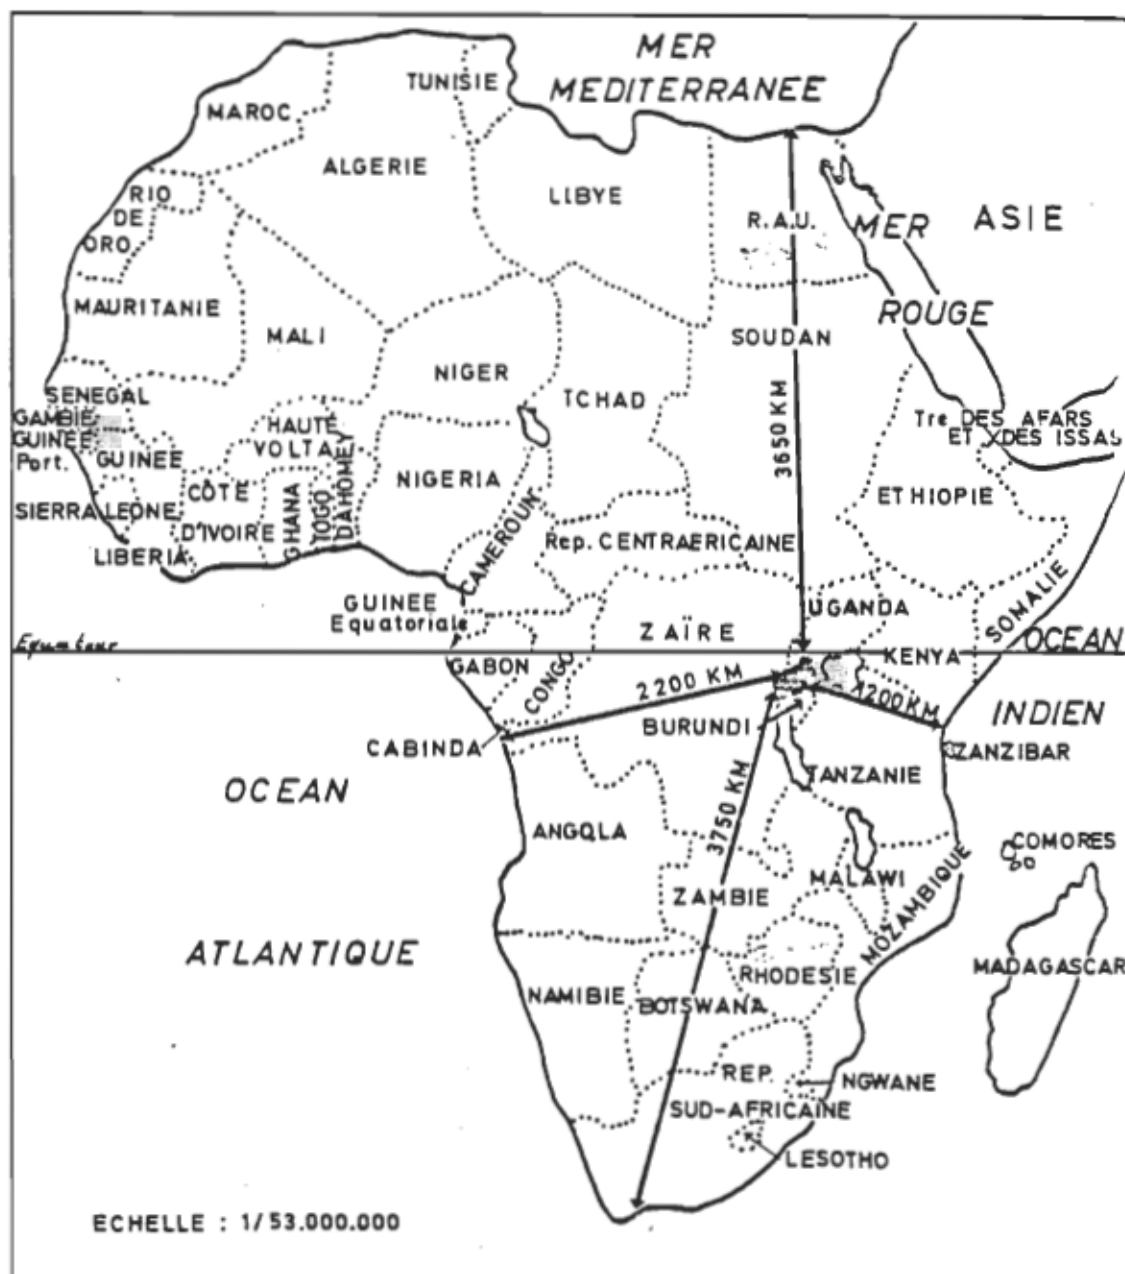 MER
MEDITERRANEE
TUNISIE
MAROC
ALGERIE
LIBYE
R.A.U.
MER
ROUGE
ASIE
RIO
DE
ORO
MAURITANIE
MALI
NIGER
TCHAD
SOUDAN
3650 KM
SENEGAL
GAMBIE
GUINEE
Port.
GUINEE
HAUTE
VOLTA
DAHOMEY
NIGERIA
Tre DES AFARS
ET DES ISSAS
ETHIOPIE
SIERRA LEONE
CÔTE
D'IVOIRE
GHANA
TOGO
LIBERIA
CAMEROUN
Rep. CENTRAERICAINE
SOMALIE
GUINEE
Equatoriale
ZAÏRE
UGANDA
Equateur
OCEAN
GABON
CONGO
2200 KM
KENYA
1200KM
INDIEN
CABINDA
BURUNDI
ZANZIBAR
TANZANIE
OCEAN
ANGOLA
3750 KM
COMORES
ZAMBIE
MALAWI
MOZAMBIQUE
ATLANTIQUE
RHODESIE
MADAGASCAR
NAMIBIE
BOTSWANA
REP.
SUD-AFRICAINE
NGWANE
LESOTHO
ECHELLE : 1/53.000.000